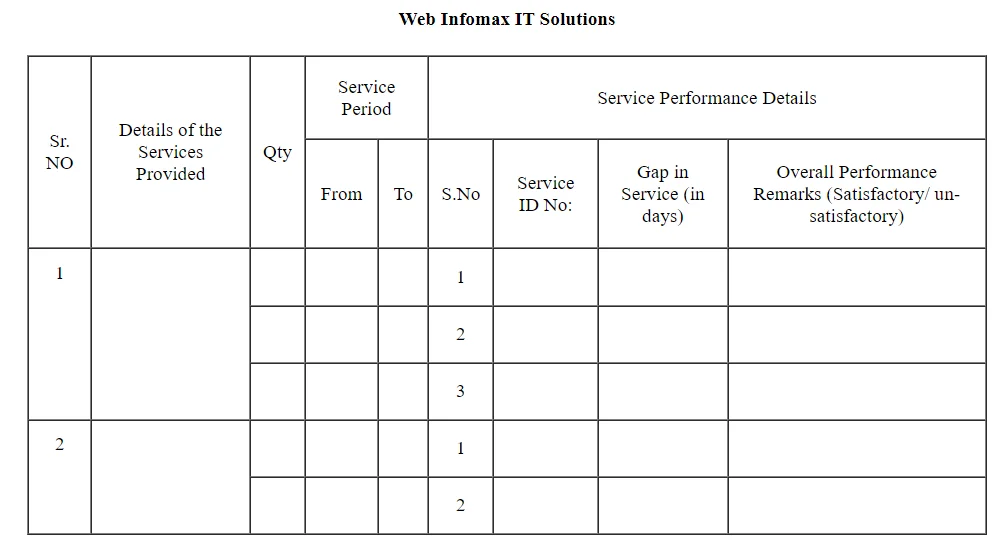 Web Infomax IT Solutions
Sr.
NO
Details of the
Services
Provided
Qty
Service
Period
Service Performance Details
From
To
S.No
Service
ID No:
Gap in
Service (in
days)
Overall Performance
Remarks (Satisfactory/ un-
satisfactory)
1
1
2
3
2
1
2